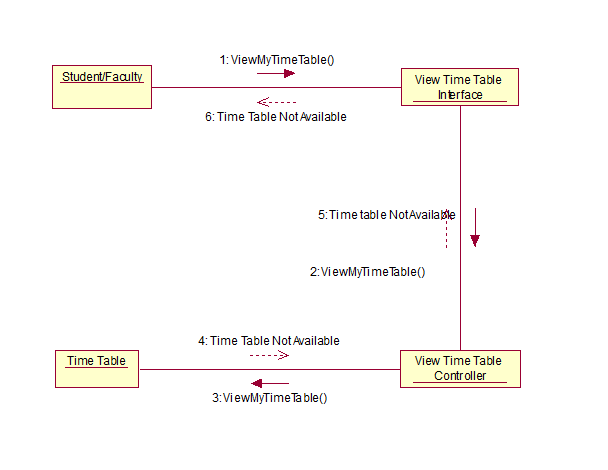 1: ViewMyTimeTable()
Student/Faculty
View Time Table
Interface
6: Time Table Not Available
5: Time table Not Available
2: ViewMyTimeTable()
4: Time Table Not Available
Time Table
View Time Table
Controller
3: ViewMyTimeTable()